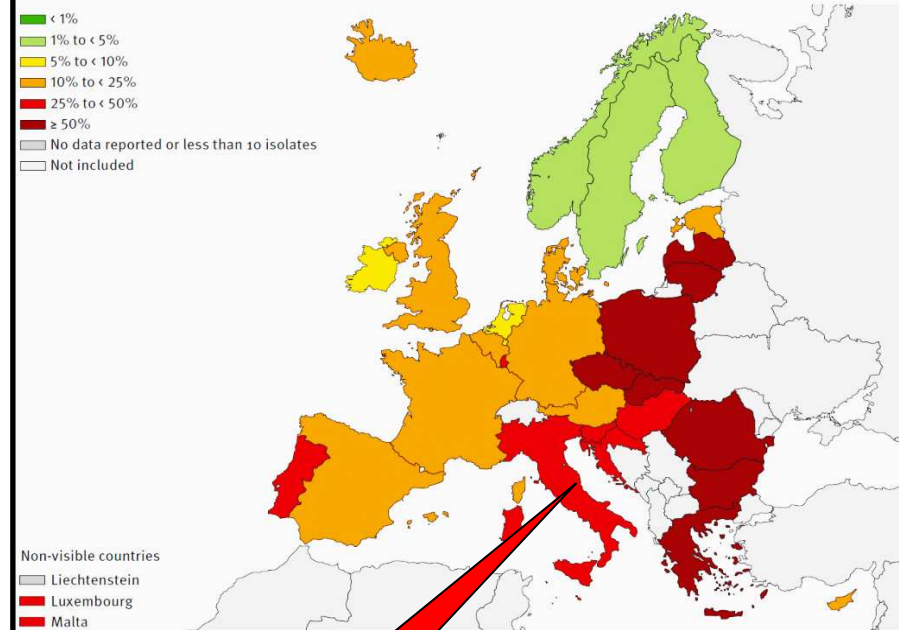 ‹ 1%
1% to ‹ 5%
5% to ‹ 10%
10% to ‹ 25%
25% to ‹ 50%
≥ 50%
No data reported or less than 10 isolates
Not included
Non-visible countries
Liechtenstein
Luxembourg
Malta